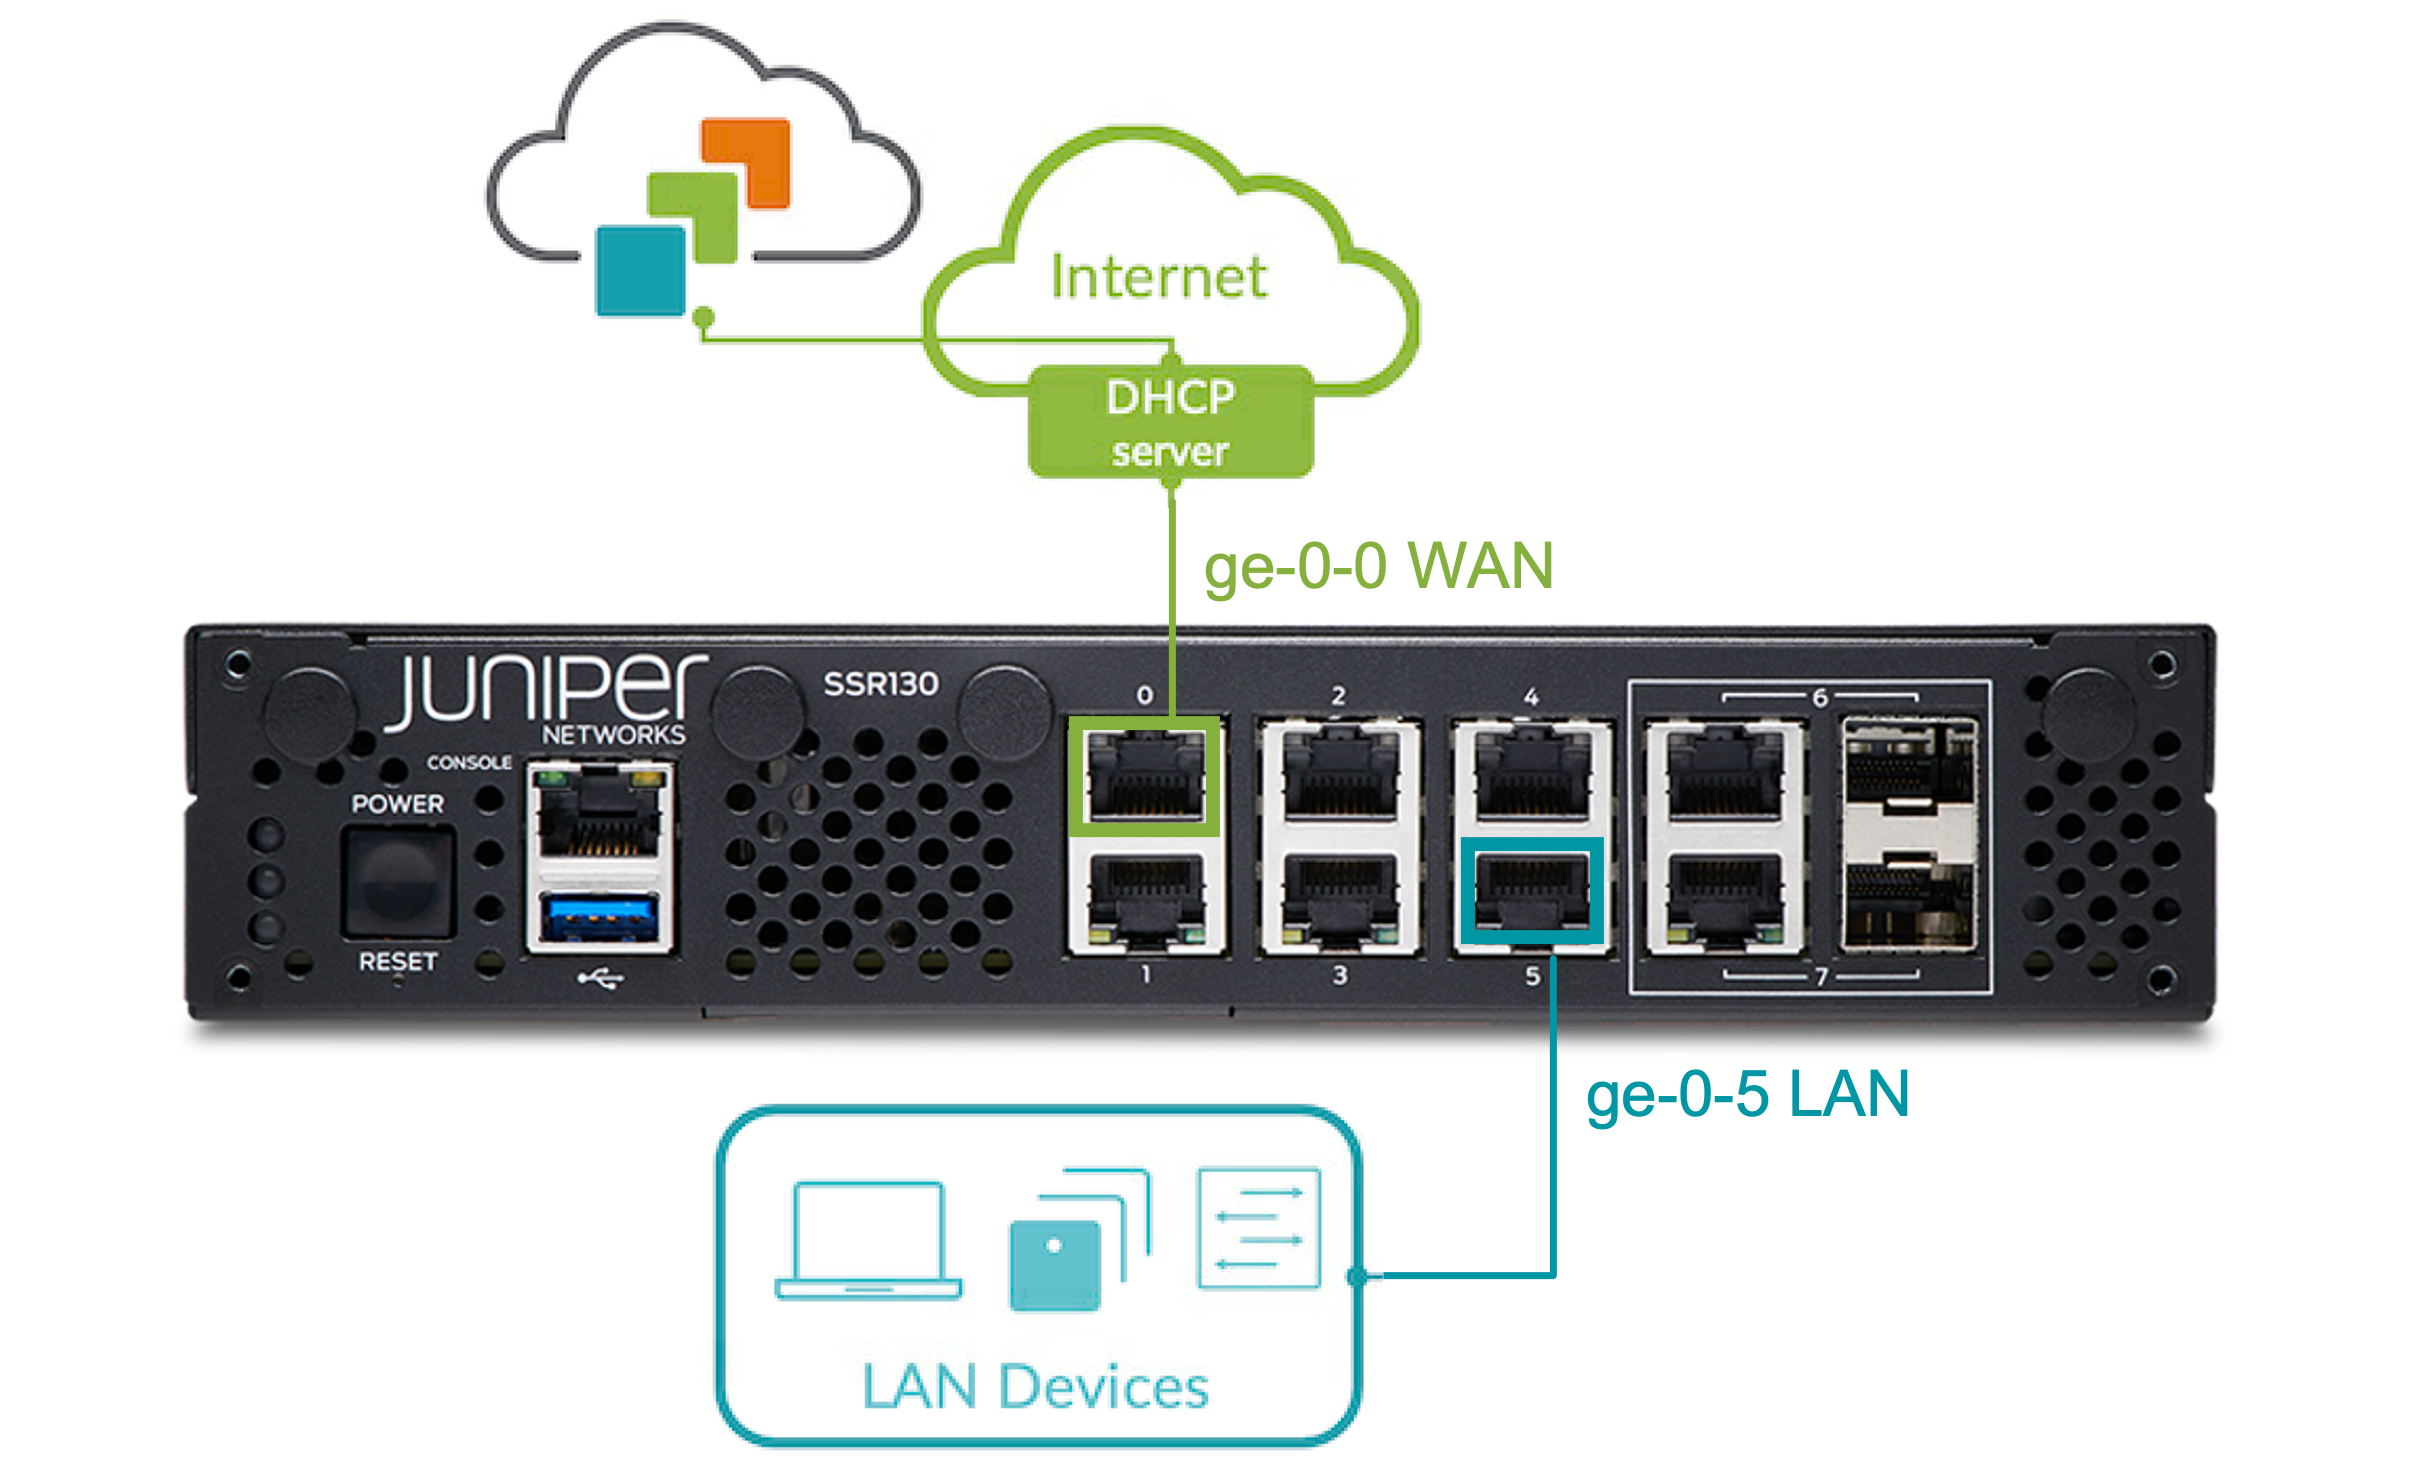 Internet
DHCP
server
ge-0-0 WAN
JUNIPER
NETWORKS
SSR130
0
2
4
6
CONSOLE
POWER
RESET
1
3
5
7
ge-0-5 LAN
LAN Devices